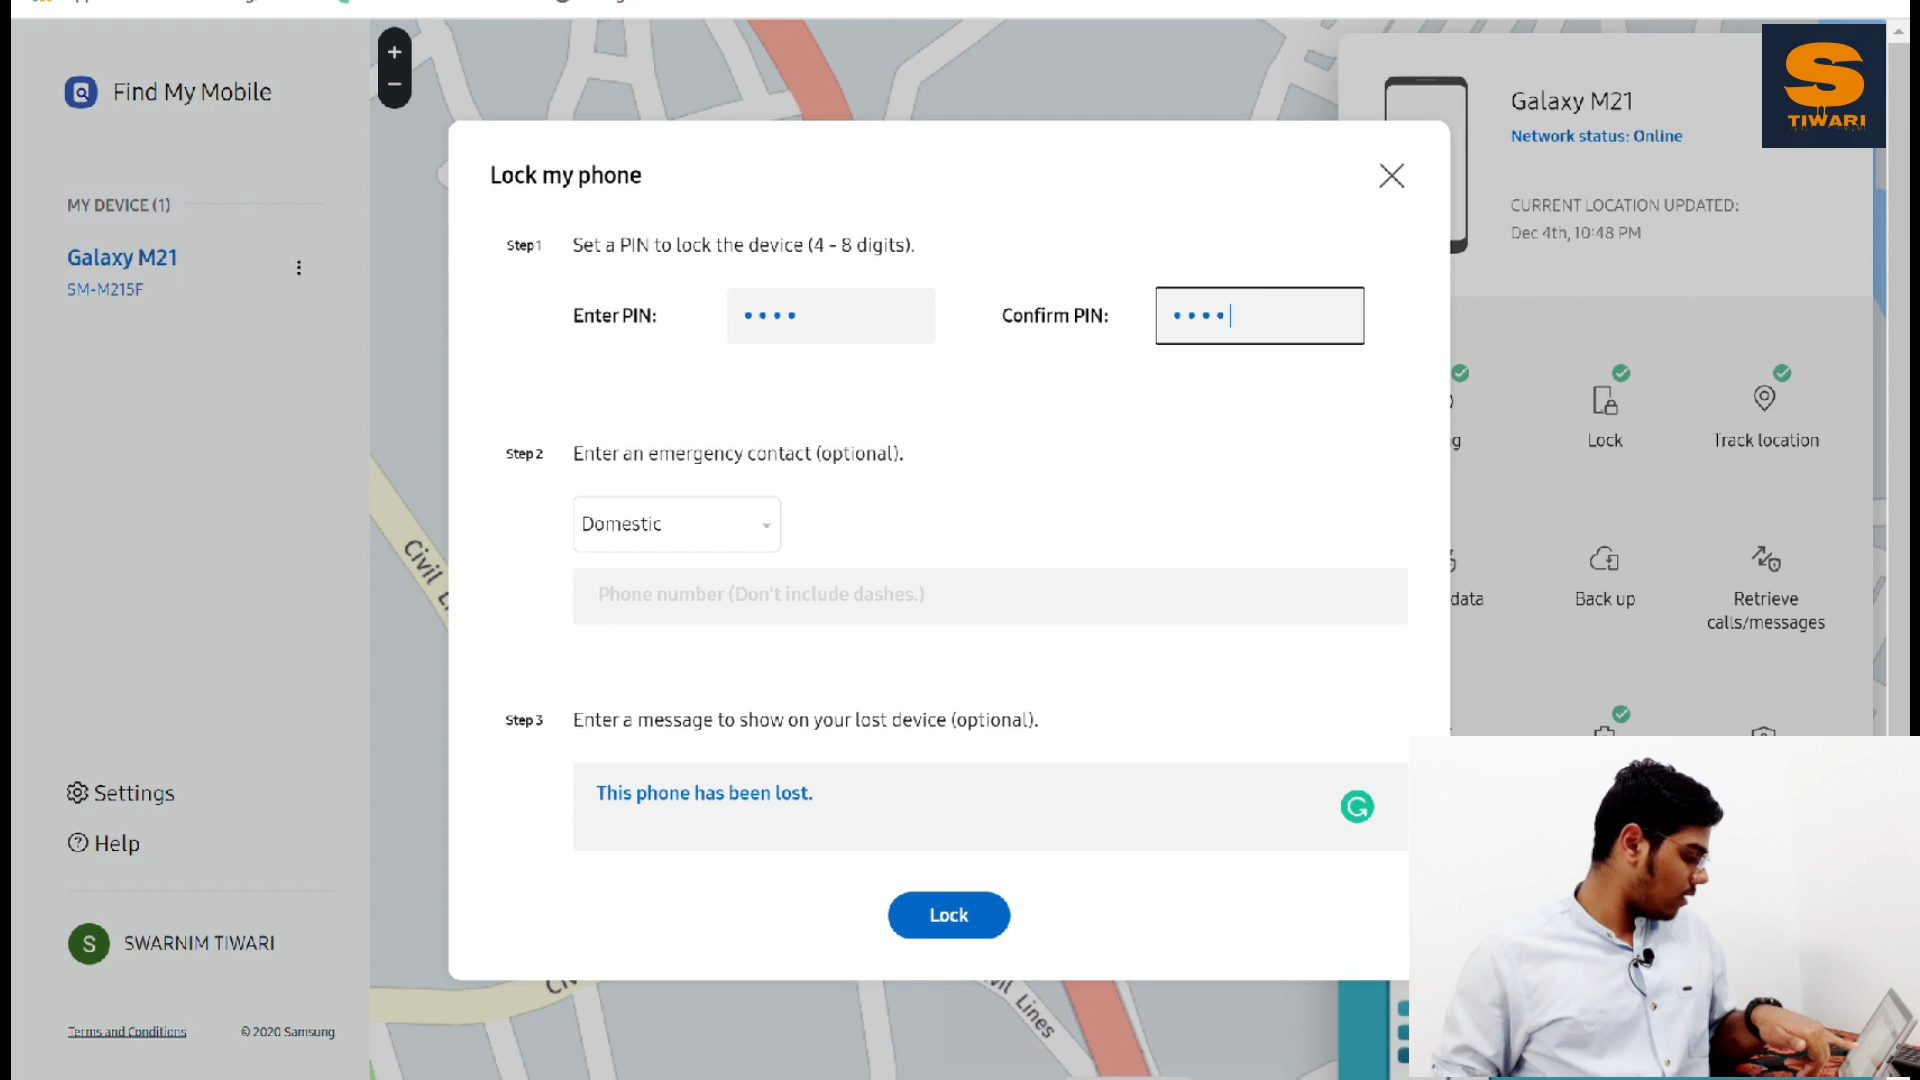 Find My Mobile
MY DEVICE (1)
Galaxy M21
SM-M215F
Settings
Help
S
SWARNIM TIWARI
Terms and Conditions
© 2020 Samsung
+
−
Civil
Lock my phone
Step 1
Set a PIN to lock the device (4 - 8 digits).
Enter PIN:
Confirm PIN:
Step 2
Enter an emergency contact (optional).
Domestic
Phone number (Don't include dashes.)
Step 3
Enter a message to show on your lost device (optional).
This phone has been lost.
Lock
Lines
Galaxy M21
Network status: Online
CURRENT LOCATION UPDATED:
Dec 4th, 10:48 PM
S
TIWARI
Lock
Track location
data
Back up
Retrieve
calls/messages